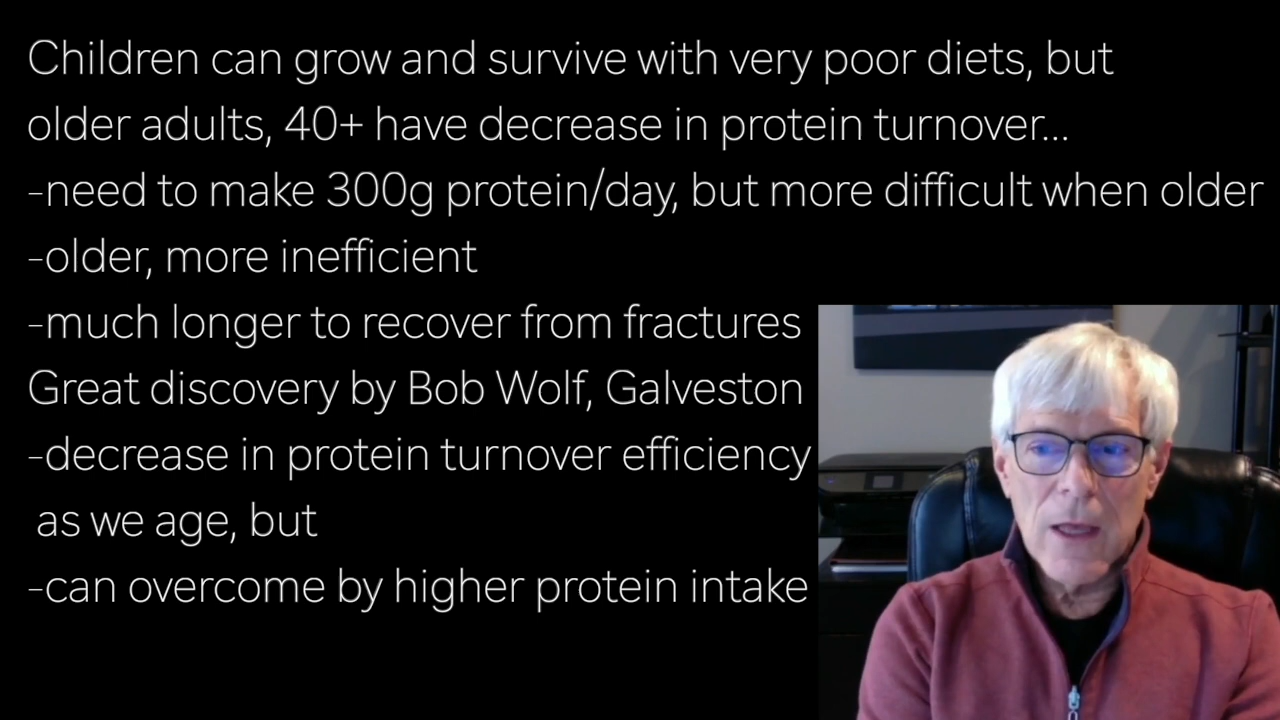 Children can grow and survive with very poor diets, but
older adults, 40+ have decrease in protein turnover...
-need to make 300g protein/day, but more difficult when older
-older, more inefficient
-much longer to recover from fractures
Great discovery by Bob Wolf, Galveston
-decrease in protein turnover efficiency
as we age, but
-can overcome by higher protein intake